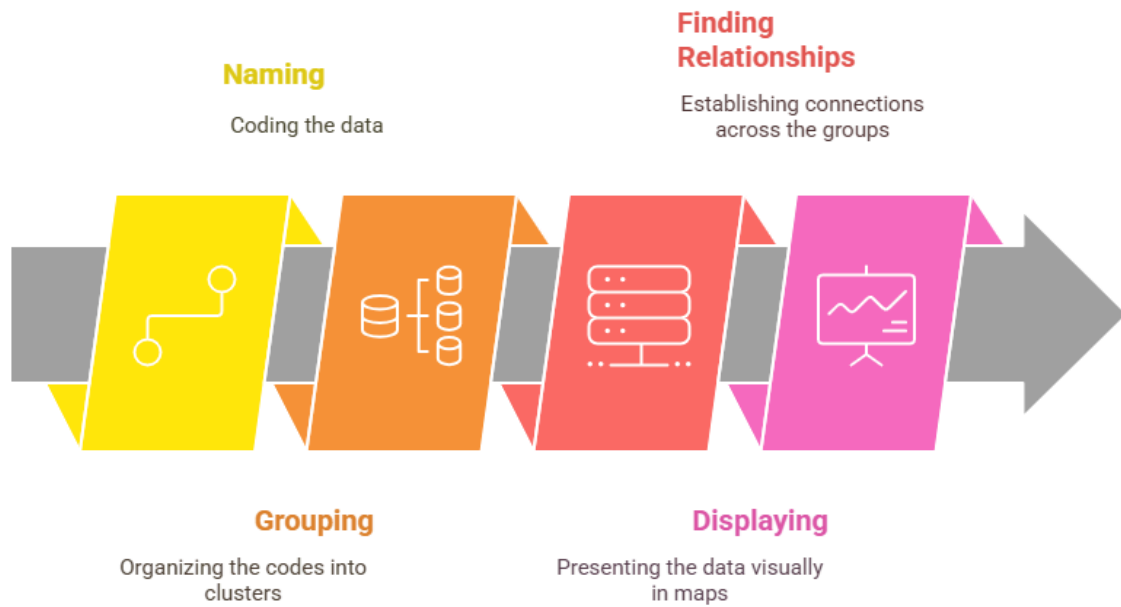 Naming
Coding the data
Grouping
Organizing the codes into
clusters
Finding
Relationships
Establishing connections
across the groups
Displaying
Presenting the data visually
in maps